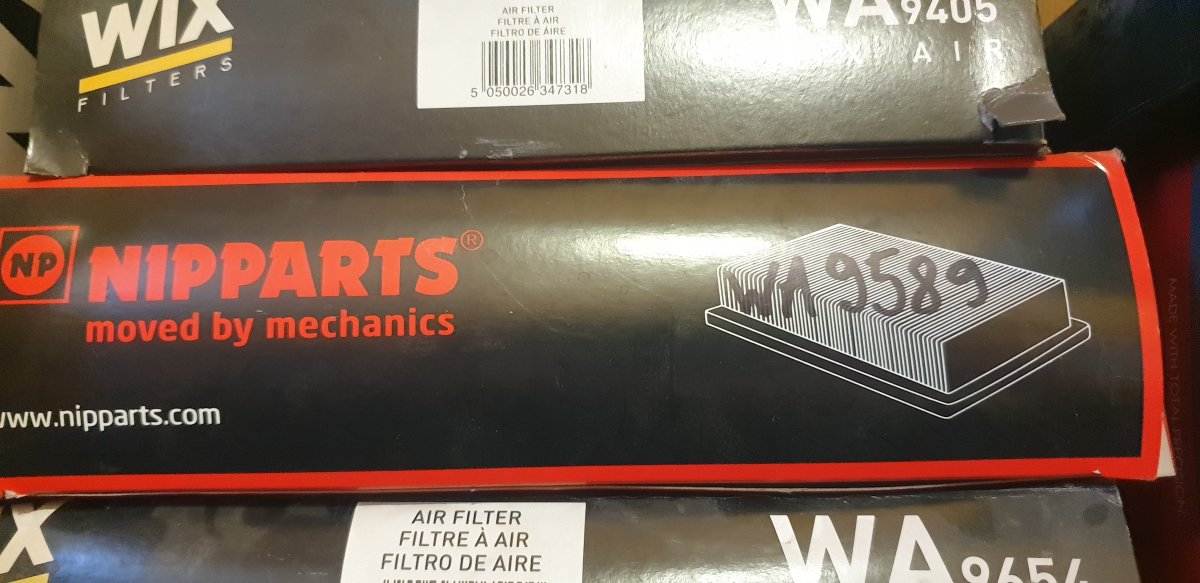 WIX
FILTERS
AIR FILTER
FILTRE À AIR
FILTRO DE AIRE
5 050026 347318
WA9405
AIR
NP
NIPPARTS®
moved by mechanics
WA9589
www.nipparts.com
AIR FILTER
FILTRE À AIR
FILTRO DE AIRE
WA9654